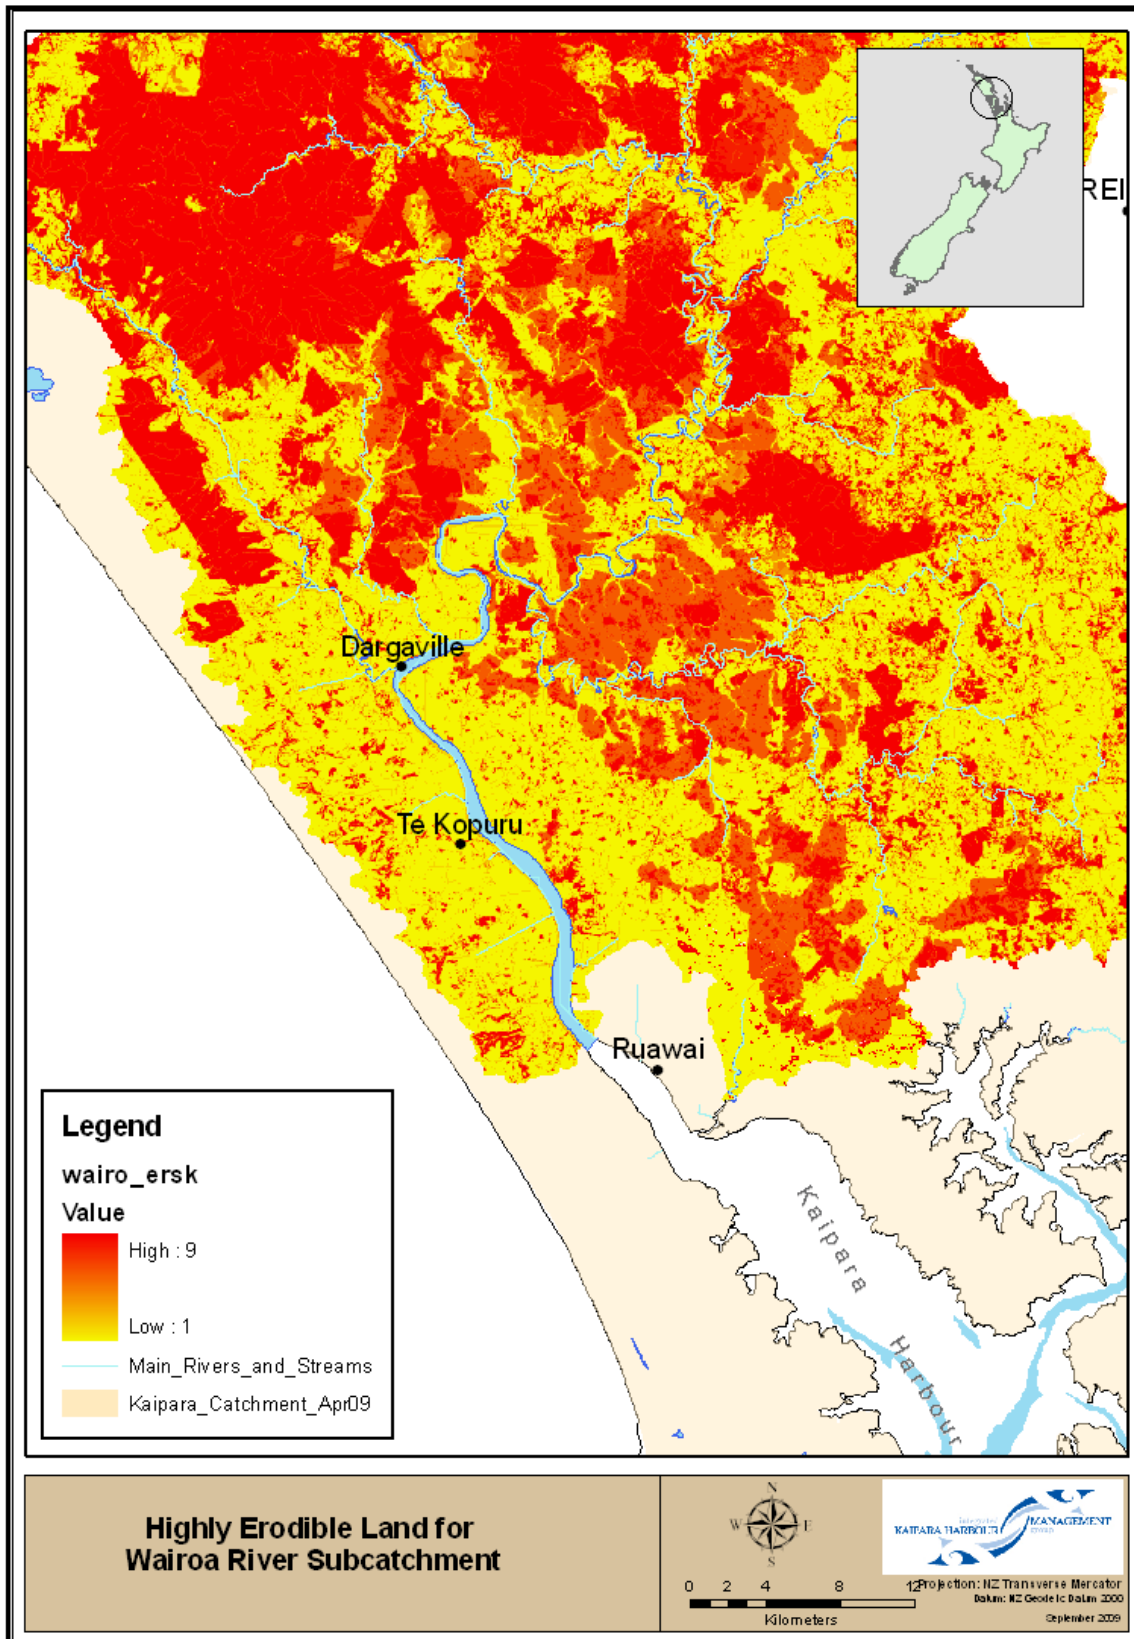 REI
Dargaville
Te Kopuru
Ruawai
Kaipara
Harbour
Legend
wairo_ersk
Value
High : 9
Low : 1
Main_Rivers_and_Streams
Kaipara_Catchment_Apr09
Highly Erodible Land for
Wairoa River Subcatchment
N
W E
S
integrated
KAIPARA HARBOUR MANAGEMENT
GROUP
0 2 4 8 12
Kilometers
Projection: NZ Transverse Mercator
Datum: NZ Geodetic Datum 2000
September 2009